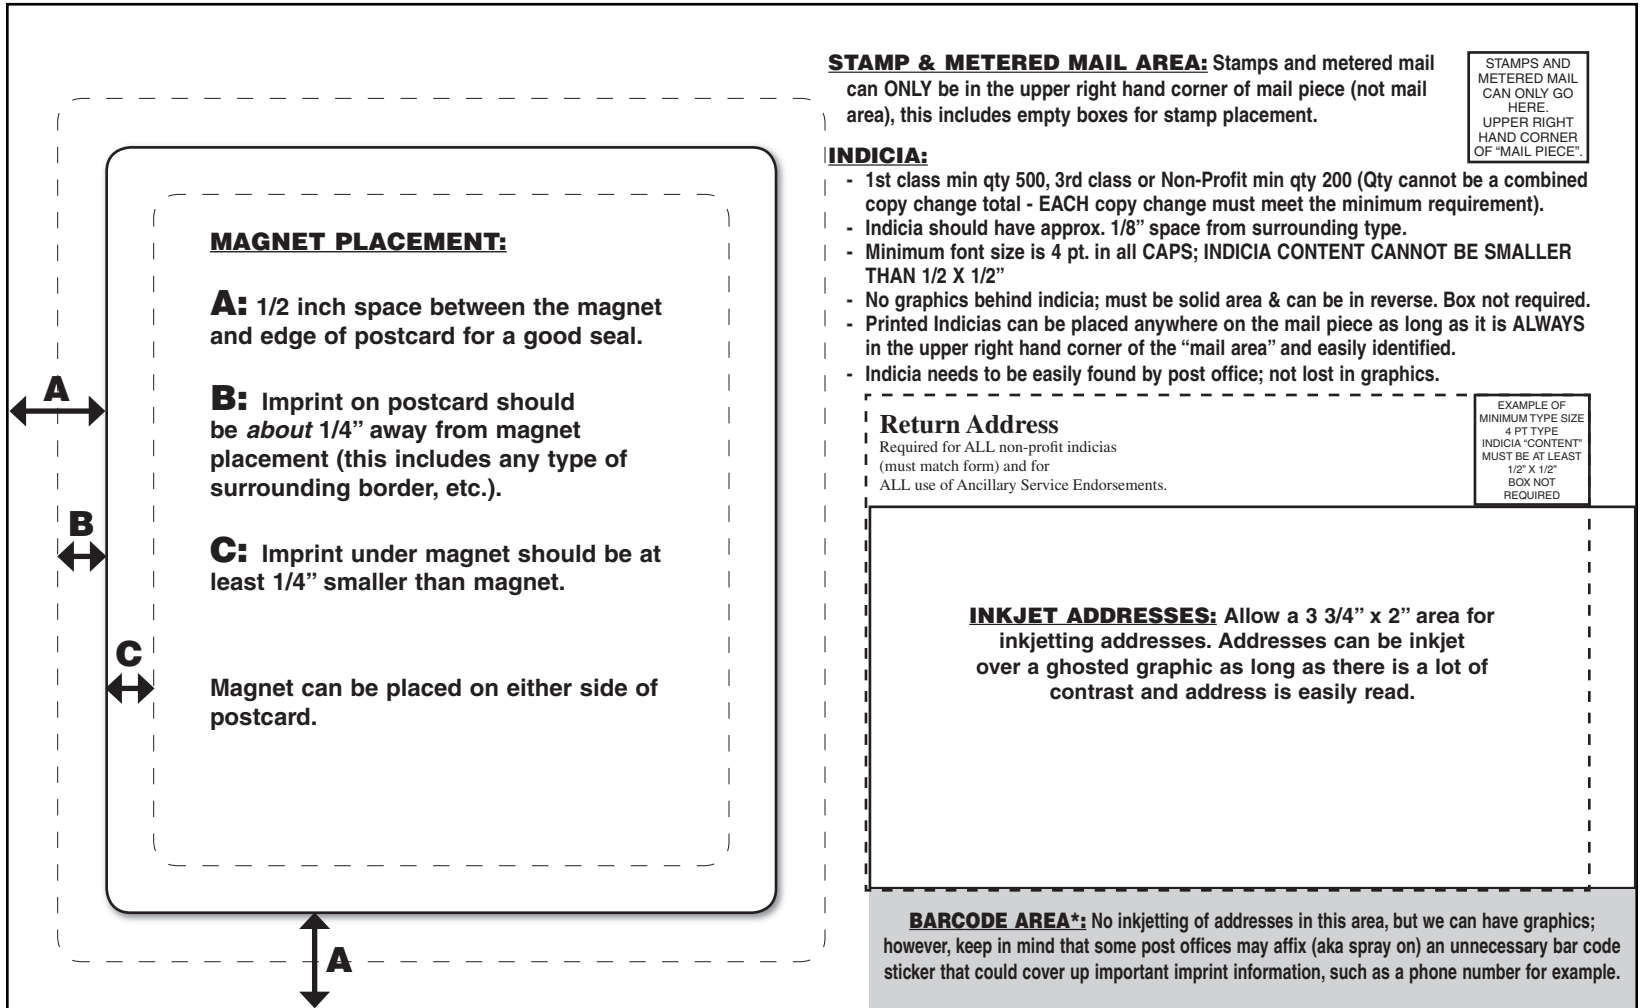 MAGNET PLACEMENT:
A: 1/2 inch space between the magnet
and edge of postcard for a good seal.
B: Imprint on postcard should
be about 1/4” away from magnet
placement (this includes any type of
surrounding border, etc.).
C: Imprint under magnet should be at
least 1/4” smaller than magnet.
Magnet can be placed on either side of
postcard.
A
B
C
A
STAMP & METERED MAIL AREA: Stamps and metered mail
can ONLY be in the upper right hand corner of mail piece (not mail
area), this includes empty boxes for stamp placement.
STAMPS AND
METERED MAIL
CAN ONLY GO
HERE.
UPPER RIGHT
HAND CORNER
OF “MAIL PIECE”.
INDICIA:
- 1st class min qty 500, 3rd class or Non-Profit min qty 200 (Qty cannot be a combined
copy change total - EACH copy change must meet the minimum requirement).
- Indicia should have approx. 1/8” space from surrounding type.
- Minimum font size is 4 pt. in all CAPS; INDICIA CONTENT CANNOT BE SMALLER
THAN 1/2 X 1/2”
- No graphics behind indicia; must be solid area & can be in reverse. Box not required.
- Printed Indicias can be placed anywhere on the mail piece as long as it is ALWAYS
in the upper right hand corner of the “mail area” and easily identified.
- Indicia needs to be easily found by post office; not lost in graphics.
Return Address
Required for ALL non-profit indicias
(must match form) and for
ALL use of Ancillary Service Endorsements.
EXAMPLE OF
MINIMUM TYPE SIZE
4 PT TYPE
INDICIA “CONTENT”
MUST BE AT LEAST
1/2” X 1/2”
BOX NOT
REQUIRED
INKJET ADDRESSES: Allow a 3 3/4” x 2” area for
inkjetting addresses. Addresses can be inkjet
over a ghosted graphic as long as there is a lot of
contrast and address is easily read.
BARCODE AREA*: No inkjetting of addresses in this area, but we can have graphics;
however, keep in mind that some post offices may affix (aka spray on) an unnecessary bar code
sticker that could cover up important imprint information, such as a phone number for example.